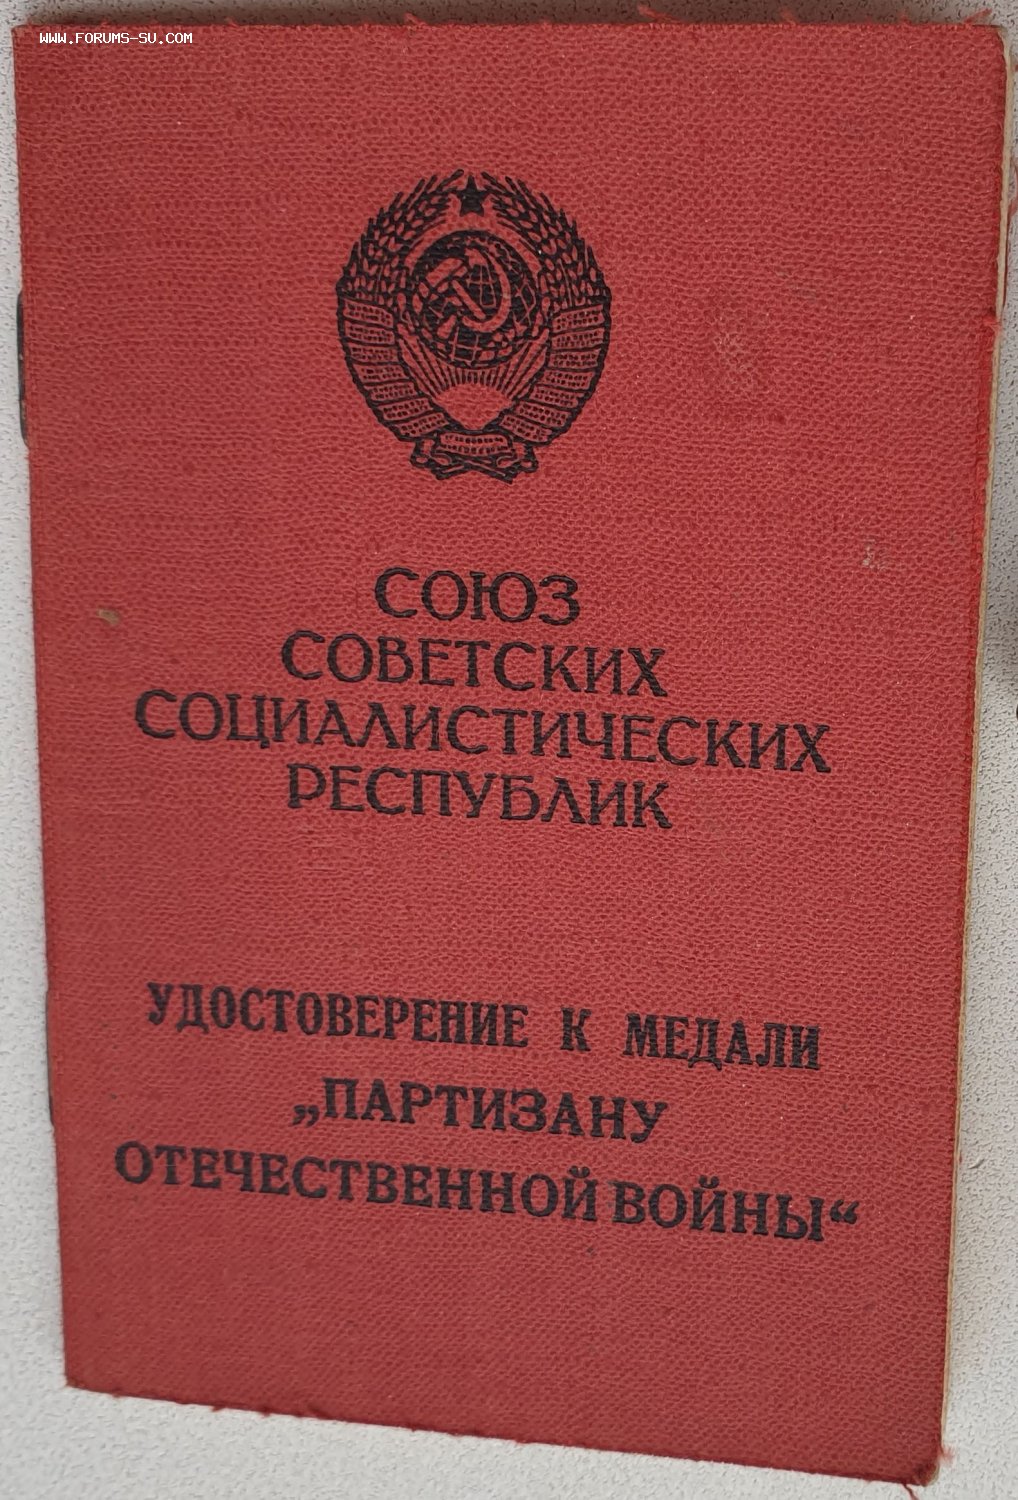 WWW.FORUMS-SU.COM
СОЮЗ
СОВЕТСКИХ
СОЦИАЛИСТИЧЕСКИХ
РЕСПУБЛИК
УДОСТОВЕРЕНИЕ К МЕДАЛИ
„ПАРТИЗАНУ
ОТЕЧЕСТВЕННОЙ ВОЙНЫ“